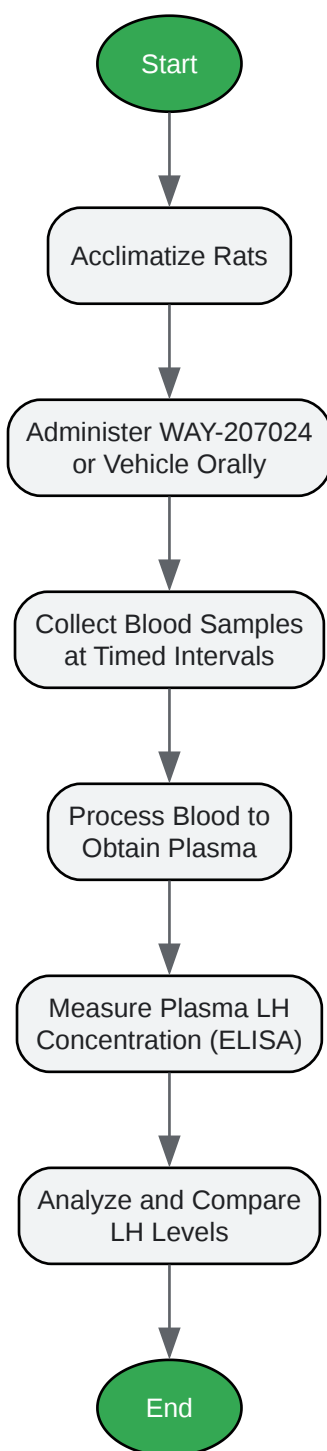 Start
Acclimatize Rats
Administer WAY-207024
or Vehicle Orally
Collect Blood Samples
at Timed Intervals
Process Blood to
Obtain Plasma
Measure Plasma LH
Concentration (ELISA)
Analyze and Compare
LH Levels
End